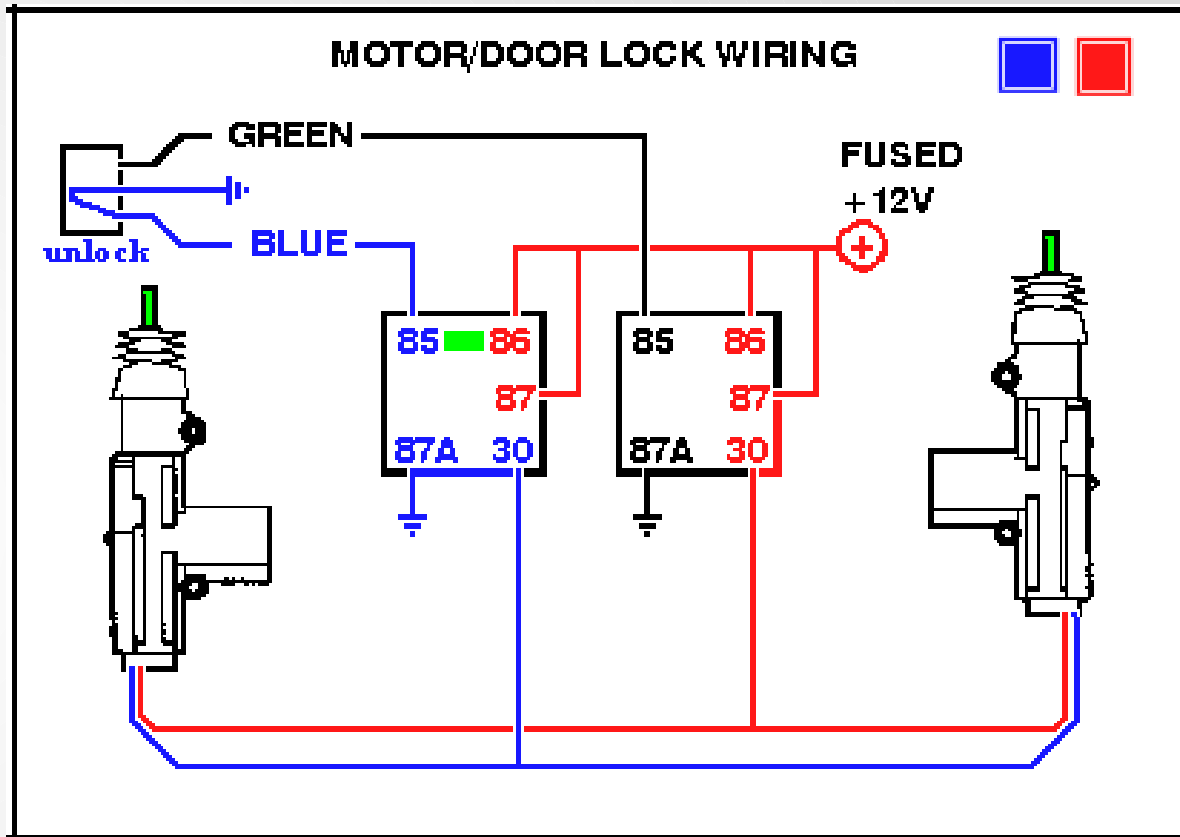 MOTOR/DOOR LOCK WIRING
GREEN
FUSED
+12V
unlock
BLUE
85 86
87
87A 30
85 86
87
87A 30